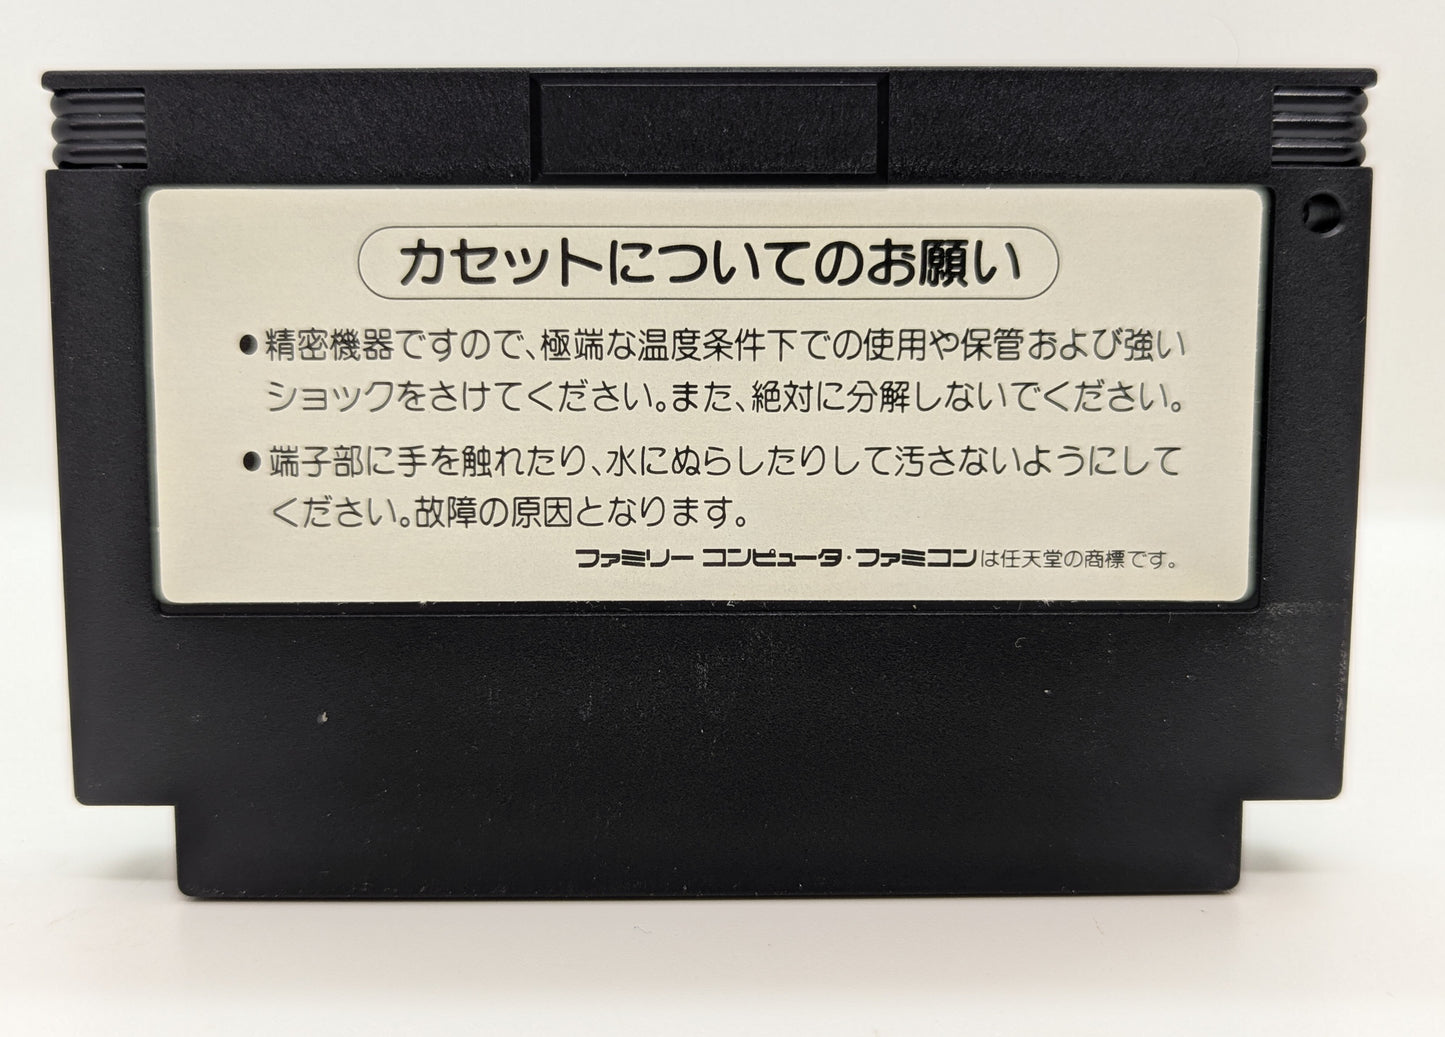 カセットについてのお願い
●精密機器ですので、極端な温度条件下での使用や保管および強い
ショックをさけてください。また、絶対に分解しないでください。
●端子部に手を触れたり、水にぬらしたりして汚さないようにして
ください。故障の原因となります。
ファミリー コンピュータ・ファミコンは任天堂の商標です。